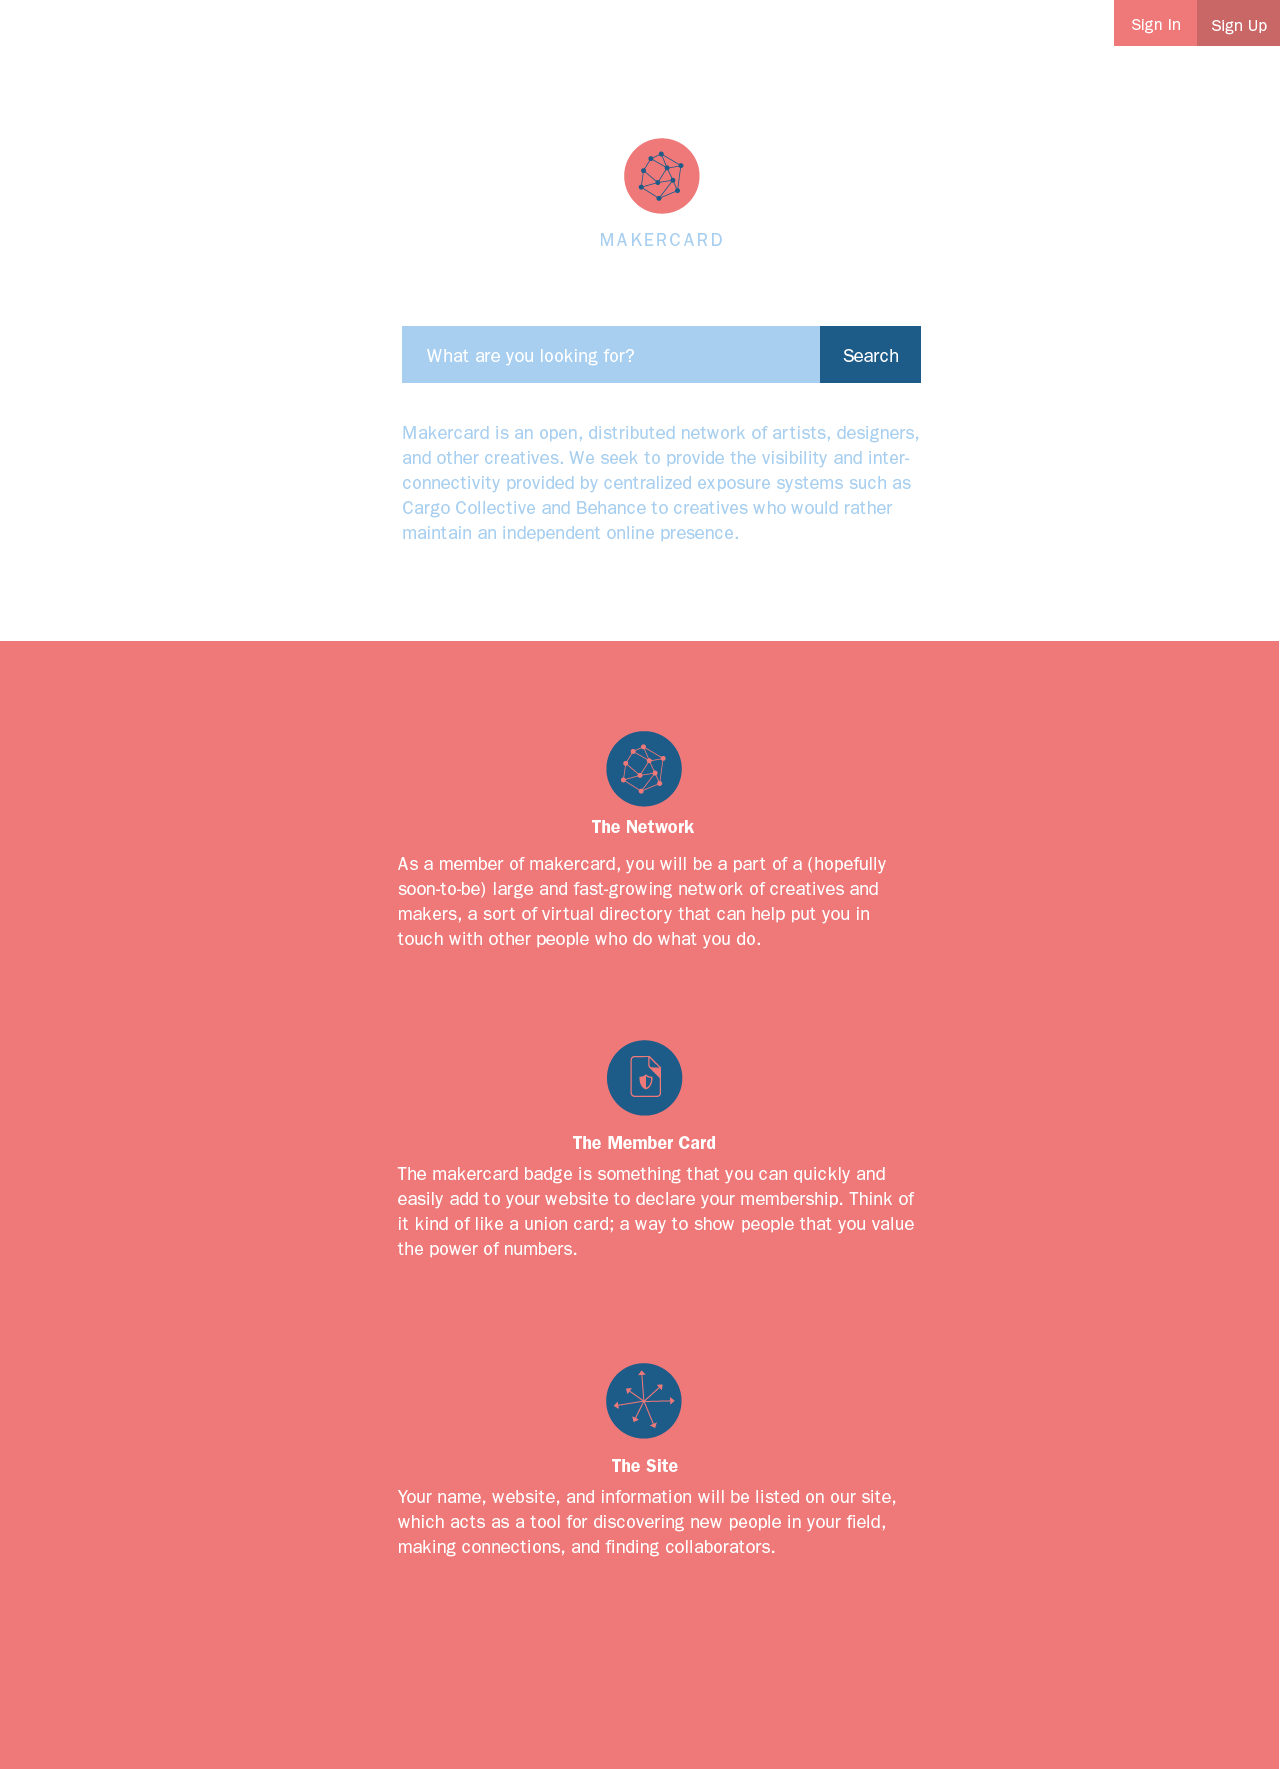 Sign In
Sign Up
MAKERCARD
What are you looking for?
Search
Makercard is an open, distributed network of artists, designers,
and other creatives. We seek to provide the visibility and inter-
connectivity provided by centralized exposure systems such as
Cargo Collective and Behance to creatives who would rather
maintain an independent online presence.
The Network
As a member of makercard, you will be a part of a (hopefully
soon-to-be) large and fast-growing network of creatives and
makers, a sort of virtual directory that can help put you in
touch with other people who do what you do.
The Member Card
The makercard badge is something that you can quickly and
easily add to your website to declare your membership. Think of
it kind of like a union card; a way to show people that you value
the power of numbers.
The Site
Your name, website, and information will be listed on our site,
which acts as a tool for discovering new people in your field,
making connections, and finding collaborators.